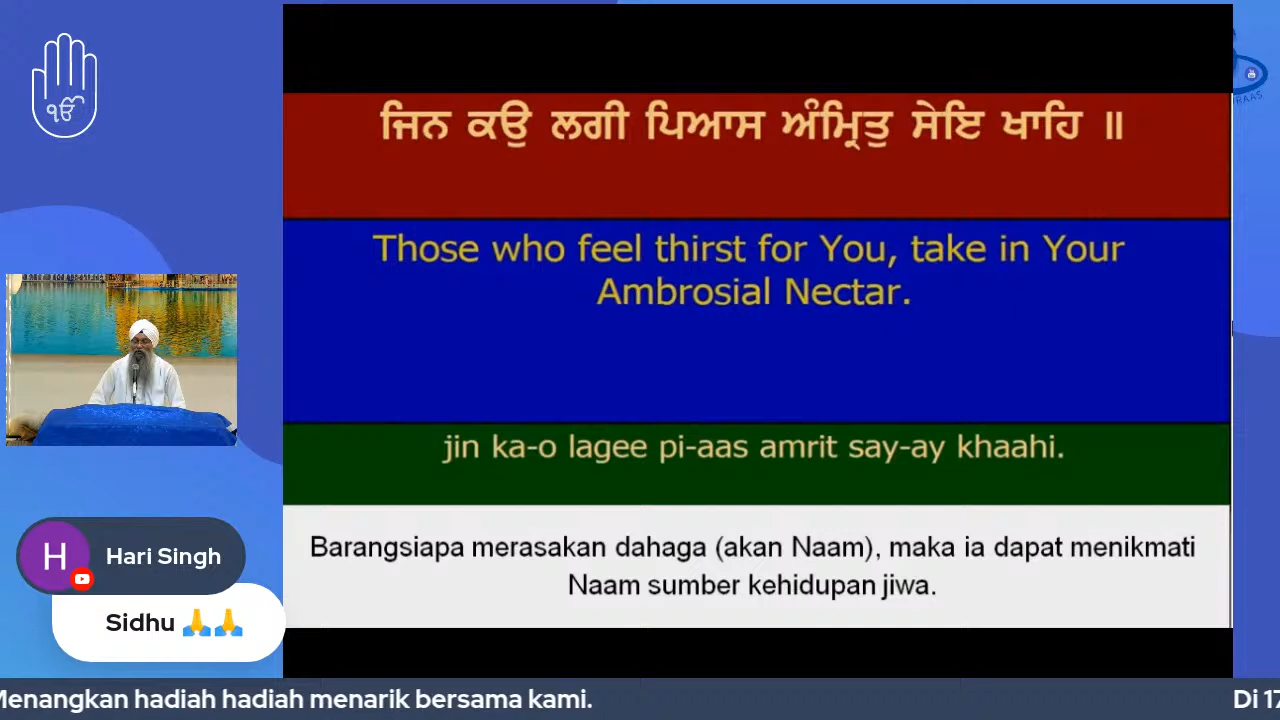 ੴ
ਜਿਨ ਕਉ ਲਗੀ ਪਿਆਸ ਅੰਮ੍ਰਿਤੁ ਸੇਇ ਖਾਹਿ ॥
Those who feel thirst for You, take in Your
Ambrosial Nectar.
jin ka-o lagee pi-aas amrit say-ay khaahi.
Barangsiapa merasakan dahaga (akan Naam), maka ia dapat menikmati
Naam sumber kehidupan jiwa.
H Hari Singh
Sidhu 🙏🙏
Menangkan hadiah hadiah menarik bersama kami. Di 17